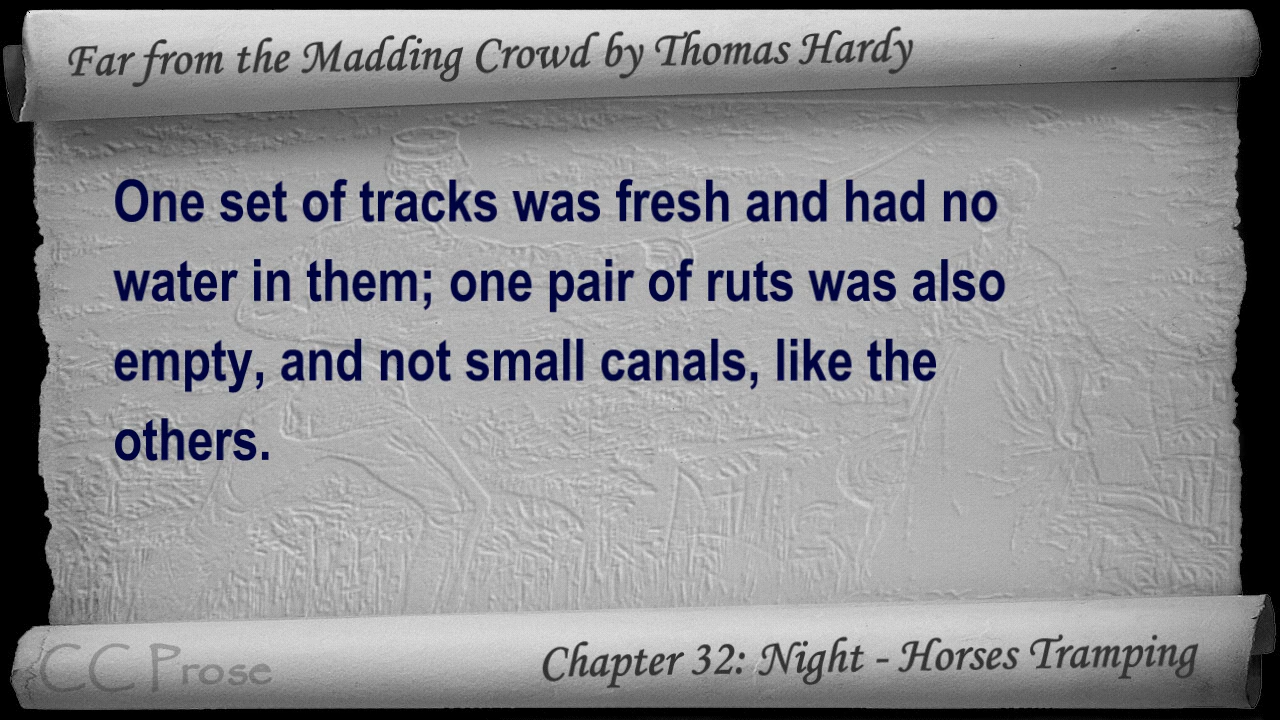 Far from the Madding Crowd by Thomas Hardy
One set of tracks was fresh and had no
water in them; one pair of ruts was also
empty, and not small canals, like the
others.
CC Prose
Chapter 32: Night - Horses Tramping